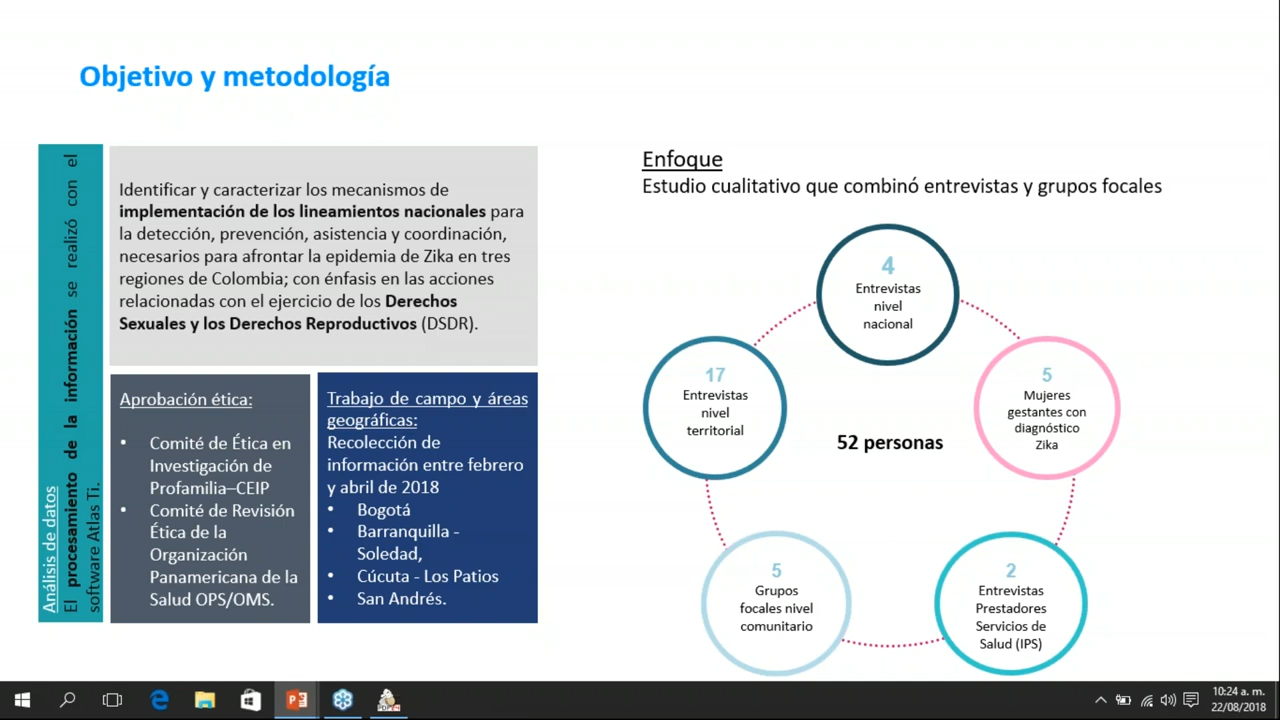 Objetivo y metodología
Análisis de datos
El procesamiento de la información se realizó con el
software Atlas Ti.
Identificar y caracterizar los mecanismos de
implementación de los lineamientos nacionales para
la detección, prevención, asistencia y coordinación,
necesarios para afrontar la epidemia de Zika en tres
regiones de Colombia; con énfasis en las acciones
relacionadas con el ejercicio de los Derechos
Sexuales y los Derechos Reproductivos (DSDR).
Aprobación ética:
• Comité de Ética en
Investigación de
Profamilia–CEIP
• Comité de Revisión
Ética de la
Organización
Panamericana de la
Salud OPS/OMS.
Trabajo de campo y áreas
geográficas:
Recolección de
información entre febrero
y abril de 2018
• Bogotá
• Barranquilla -
Soledad,
• Cúcuta - Los Patios
• San Andrés.
Enfoque
Estudio cualitativo que combinó entrevistas y grupos focales
4
Entrevistas
nivel
nacional
17
Entrevistas
nivel
territorial
5
Mujeres
gestantes con
diagnóstico
Zika
52 personas
5
Grupos
focales nivel
comunitario
2
Entrevistas
Prestadores
Servicios de
Salud (IPS)
10:24 a. m.
22/08/2018